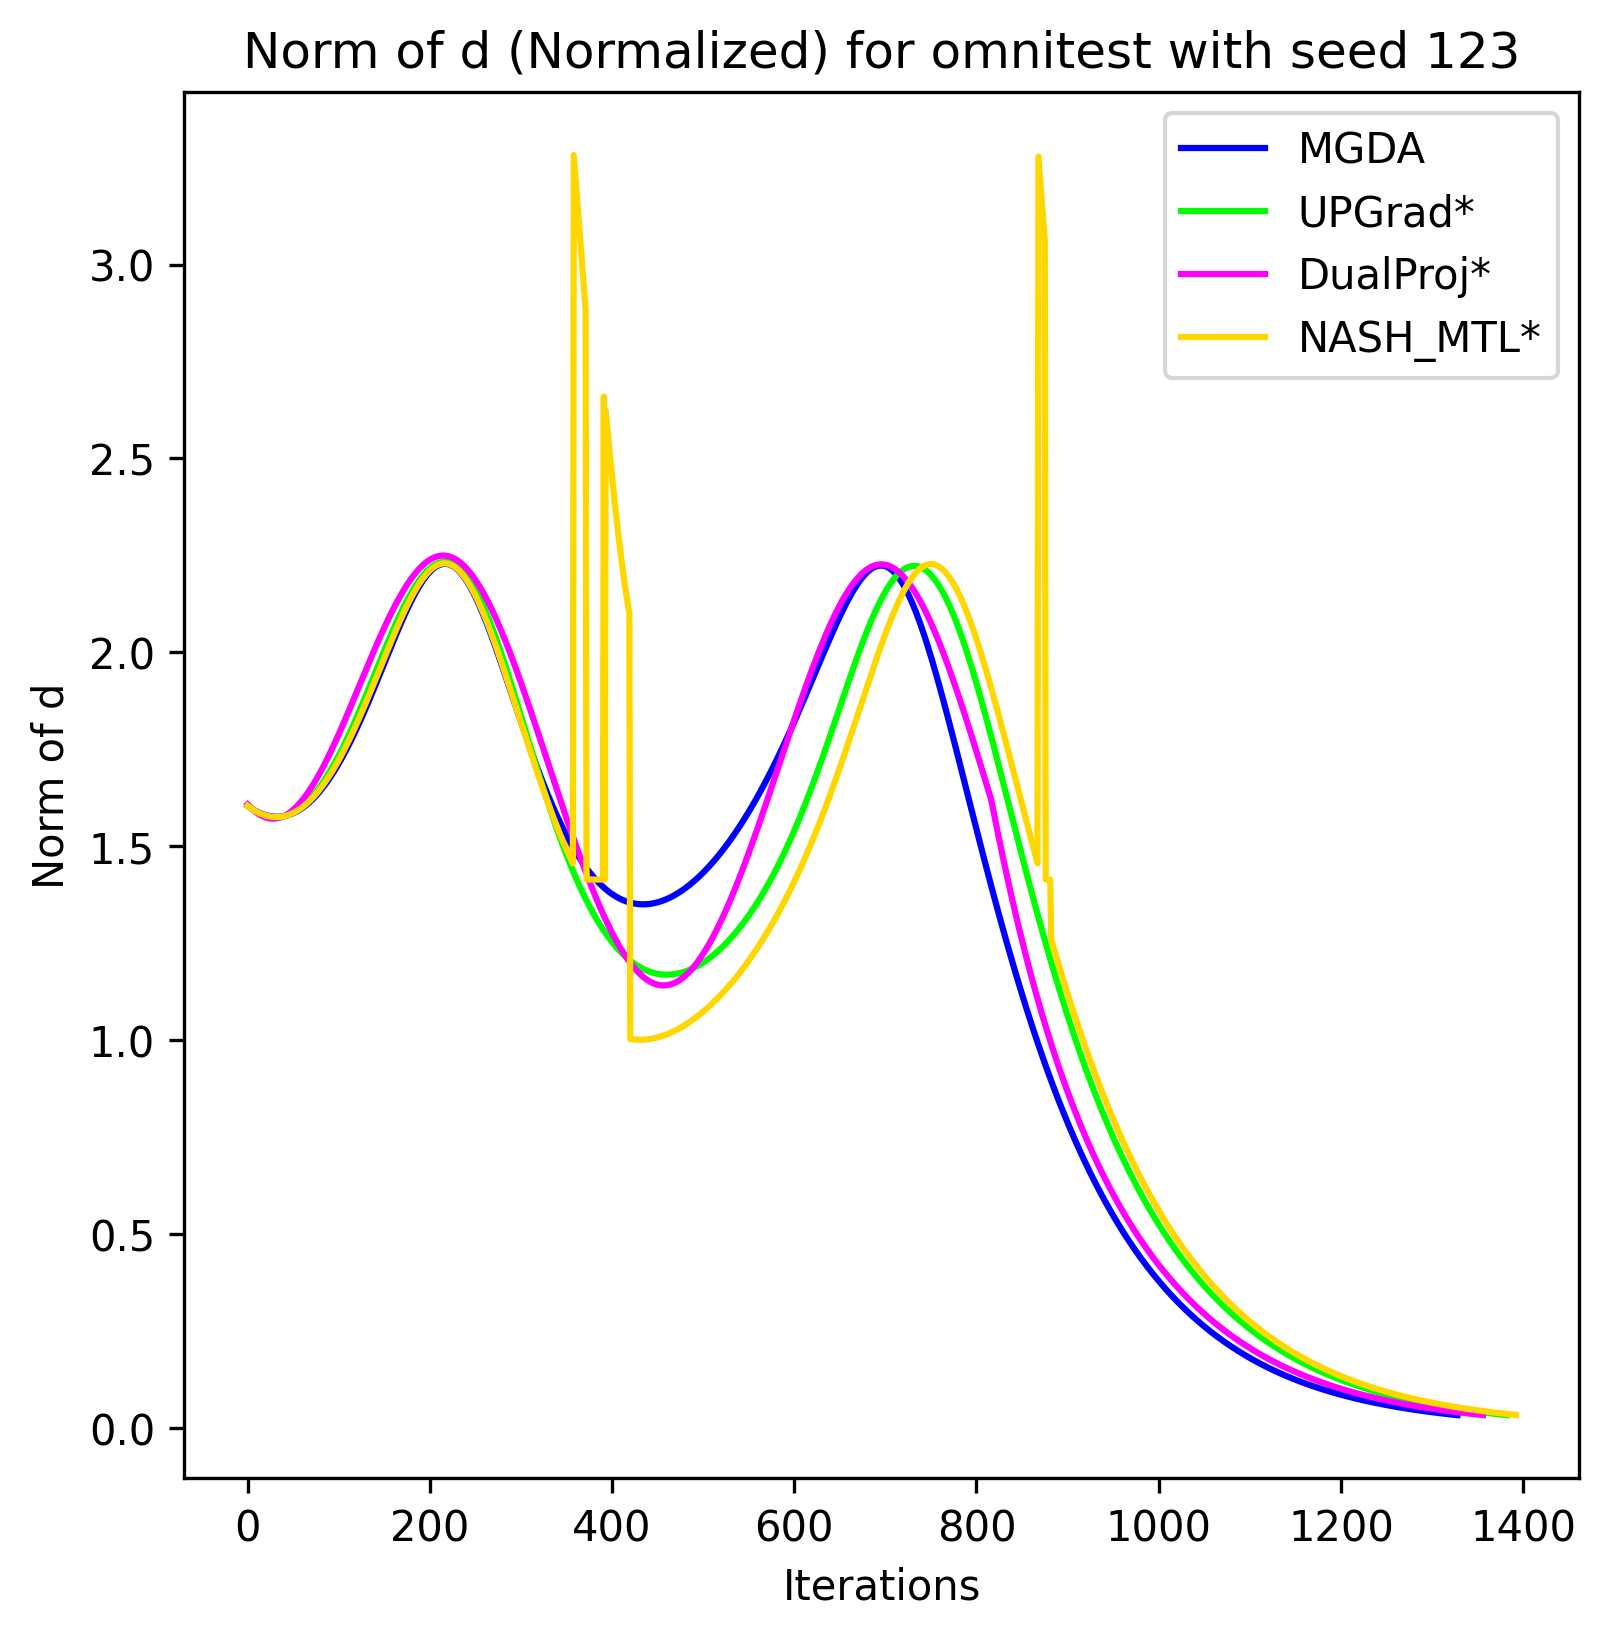 Norm of d (Normalized) for omnitest with seed 123
MGDA
UPGrad*
DualProj*
NASH_MTL*
Norm of d
3.0
2.5
2.0
1.5
1.0
0.5
0.0
0 200 400 600 800 1000 1200 1400
Iterations